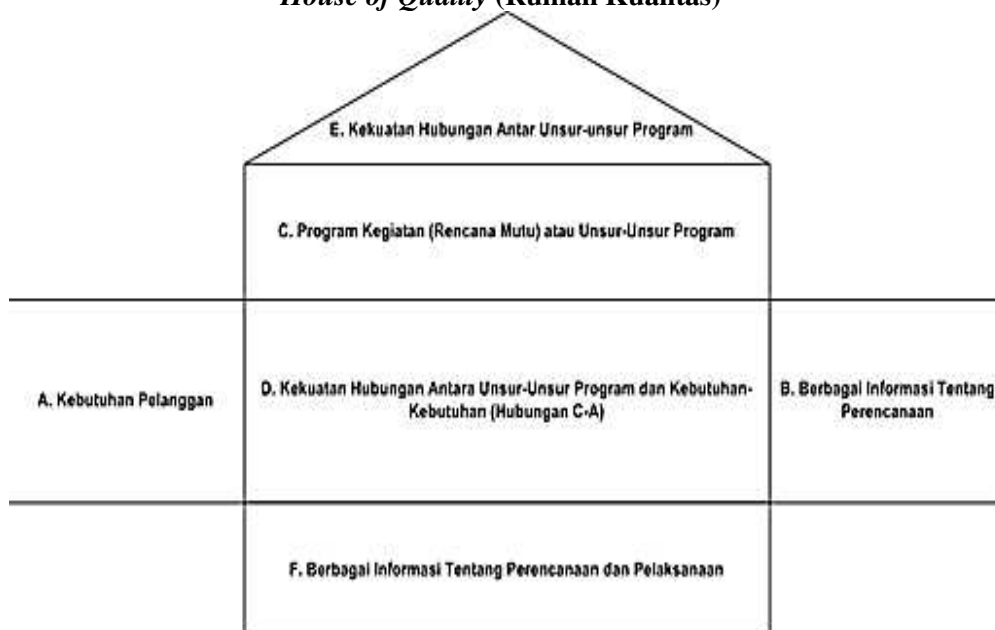 House of Quality (Rumah Kualitas)
E. Kekuatan Hubungan Antar Unsur-unsur Program
C. Program Kegiatan (Rencana Mutu) atau Unsur-Unsur Program
A. Kebutuhan Pelanggan
D. Kekuatan Hubungan Antara Unsur-Unsur Program dan Kebutuhan-
Kebutuhan (Hubungan C-A)
B. Berbagai Informasi Tentang
Perencanaan
F. Berbagai Informasi Tentang Perencanaan dan Pelaksanaan